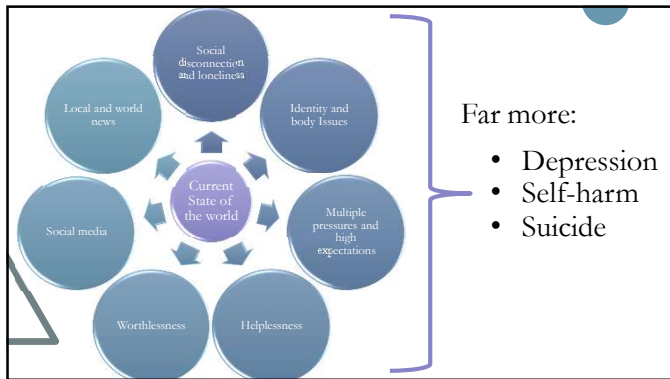 Social
disconnection
and loneliness
Identity and
body Issues
Multiple
pressures and
high
expectations
Helplessness
Worthlessness
Social media
Local and world
news
Current
State of
the world
Far more:
• Depression
• Self-harm
• Suicide